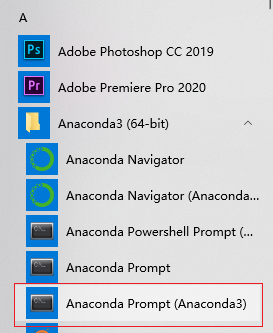 A
Ps
Adobe Photoshop CC 2019
Pr
Adobe Premiere Pro 2020
Anaconda3 (64-bit)
Anaconda Navigator
Anaconda Navigator (Anaconda...
Anaconda Powershell Prompt (...
Anaconda Prompt
Anaconda Prompt (Anaconda3)